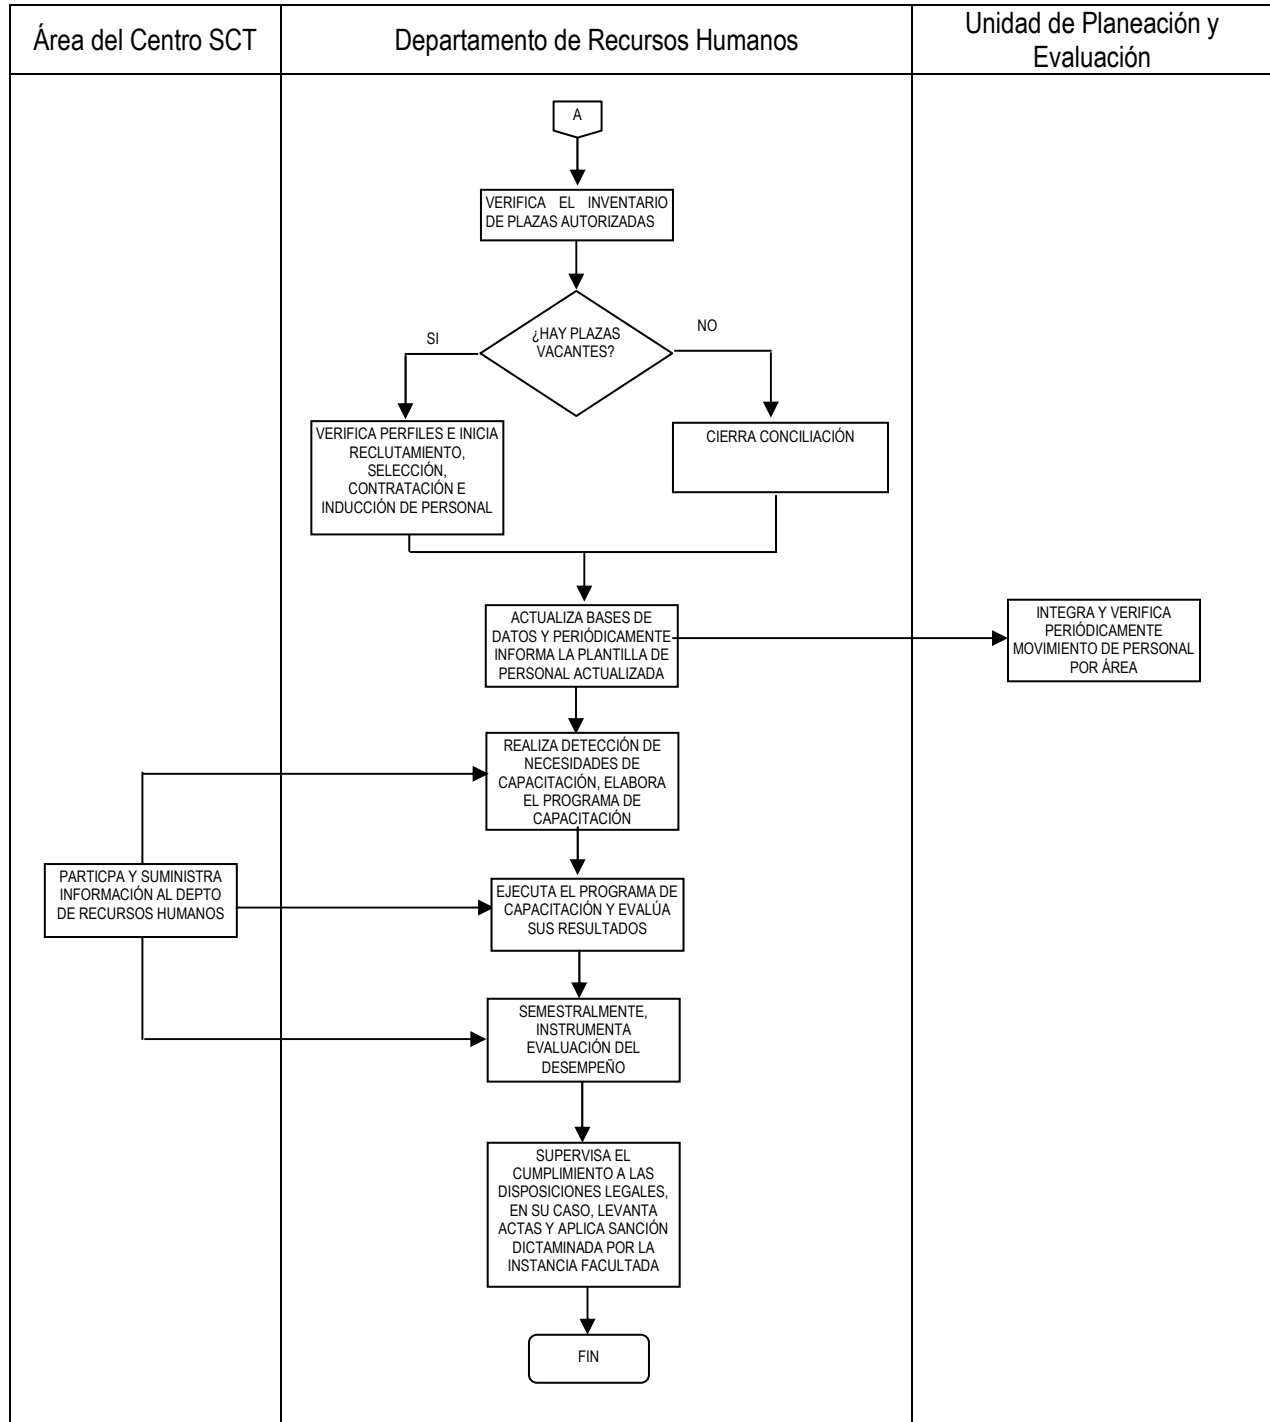 Área del Centro SCT
Departamento de Recursos Humanos
Unidad de Planeación y
Evaluación
A
VERIFICA EL INVENTARIO
DE PLAZAS AUTORIZADAS
¿HAY PLAZAS
VACANTES?
SI
NO
VERIFICA PERFILES E INICIA
RECLUTAMIENTO,
SELECCIÓN,
CONTRATACIÓN E
INDUCCIÓN DE PERSONAL
CIERRA CONCILIACIÓN
ACTUALIZA BASES DE
DATOS Y PERIÓDICAMENTE
INFORMA LA PLANTILLA DE
PERSONAL ACTUALIZADA
INTEGRA Y VERIFICA
PERIÓDICAMENTE
MOVIMIENTO DE PERSONAL
POR ÁREA
REALIZA DETECCIÓN DE
NECESIDADES DE
CAPACITACIÓN, ELABORA
EL PROGRAMA DE
CAPACITACIÓN
PARTICPA Y SUMINISTRA
INFORMACIÓN AL DEPTO
DE RECURSOS HUMANOS
EJECUTA EL PROGRAMA DE
CAPACITACIÓN Y EVALÚA
SUS RESULTADOS
SEMESTRALMENTE,
INSTRUMENTA
EVALUACIÓN DEL
DESEMPEÑO
SUPERVISA EL
CUMPLIMIENTO A LAS
DISPOSICIONES LEGALES,
EN SU CASO, LEVANTA
ACTAS Y APLICA SANCIÓN
DICTAMINADA POR LA
INSTANCIA FACULTADA
FIN